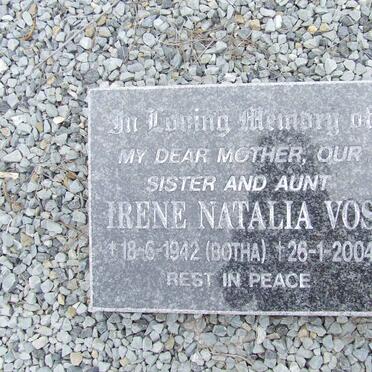 In Loving Memory of
MY DEAR MOTHER, OUR
SISTER AND AUNT
IRENE NATALIA VOS
✝18-6-1942 (BOTHA) ✝26-1-2004
REST IN PEACE